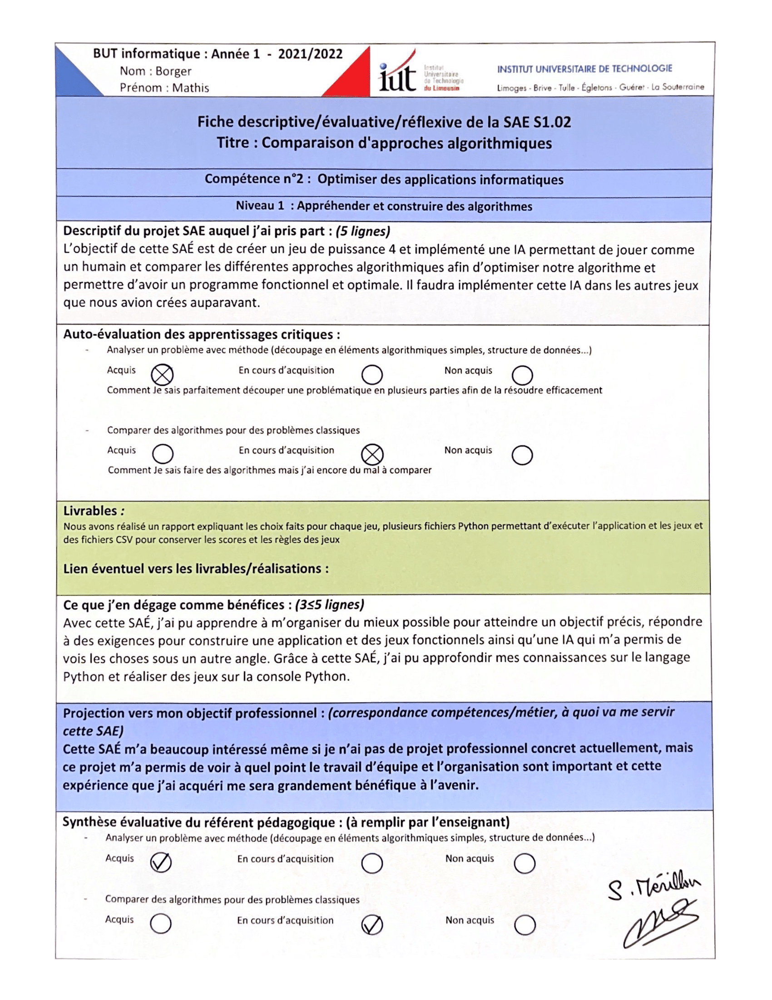 BUT informatique : Année 1 - 2021/2022
Nom : Borger
Prénom : Mathis
iut
Institut
Universitaire
de Technologie
du Limousin
INSTITUT UNIVERSITAIRE DE TECHNOLOGIE
Limoges - Brive - Tulle - Égletons - Guéret - La Souterraine
Fiche descriptive/évaluative/réflexive de la SAE S1.02
Titre : Comparaison d'approches algorithmiques
Compétence n°2 : Optimiser des applications informatiques
Niveau 1 : Appréhender et construire des algorithmes
Descriptif du projet SAE auquel j’ai pris part : (5 lignes)
L’objectif de cette SAÉ est de créer un jeu de puissance 4 et implémenté une IA permettant de jouer comme
un humain et comparer les différentes approches algorithmiques afin d’optimiser notre algorithme et
permettre d’avoir un programme fonctionnel et optimale. Il faudra implémenter cette IA dans les autres jeux
que nous avion crées auparavant.
Auto-évaluation des apprentissages critiques :
- Analyser un problème avec méthode (découpage en éléments algorithmiques simples, structure de données…)
Acquis En cours d’acquisition Non acquis
Comment Je sais parfaitement découper une problématique en plusieurs parties afin de la résoudre efficacement
- Comparer des algorithmes pour des problèmes classiques
Acquis En cours d’acquisition Non acquis
Comment Je sais faire des algorithmes mais j’ai encore du mal à comparer
Livrables :
Nous avons réalisé un rapport expliquant les choix faits pour chaque jeu, plusieurs fichiers Python permettant d’exécuter l’application et les jeux et
des fichiers CSV pour conserver les scores et les règles des jeux
Lien éventuel vers les livrables/réalisations :
Ce que j’en dégage comme bénéfices : (3≤5 lignes)
Avec cette SAÉ, j’ai pu apprendre à m’organiser du mieux possible pour atteindre un objectif précis, répondre
à des exigences pour construire une application et des jeux fonctionnels ainsi qu’une IA qui m’a permis de
vois les choses sous un autre angle. Grâce à cette SAÉ, j’ai pu approfondir mes connaissances sur le langage
Python et réaliser des jeux sur la console Python.
Projection vers mon objectif professionnel : (correspondance compétences/métier, à quoi va me servir
cette SAE)
Cette SAÉ m’a beaucoup intéressé même si je n’ai pas de projet professionnel concret actuellement, mais
ce projet m’a permis de voir à quel point le travail d’équipe et l’organisation sont important et cette
expérience que j’ai acquéri me sera grandement bénéfique à l’avenir.
Synthèse évaluative du référent pédagogique : (à remplir par l’enseignant)
- Analyser un problème avec méthode (découpage en éléments algorithmiques simples, structure de données…)
Acquis En cours d’acquisition Non acquis
S. Mérillou
- Comparer des algorithmes pour des problèmes classiques
Acquis En cours d’acquisition Non acquis